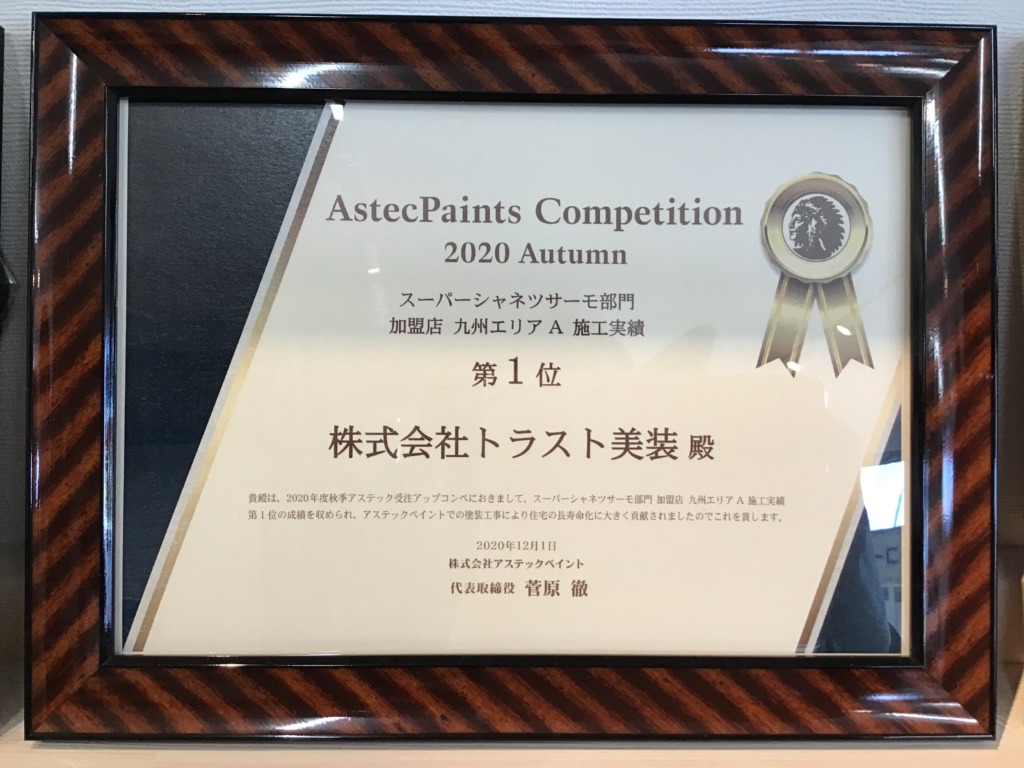 AstecPaints Competition
2020 Autumn
スーパーシャネツサーモ部門
加盟店 九州エリア A 施工実績
第 1 位
株式会社トラスト美装 殿
貴殿は、2020年度秋季アステック受注アップコンペにおきまして、スーパーシャネツサーモ部門 加盟店 九州エリア A 施工実績
第1位の成績を収められ、アステックペイントでの塗装工事により住宅の長寿命化に大きく貢献されましたのでこれを賞します。
2020年12月1日
株式会社アステックペイント
代表取締役 菅原 徹